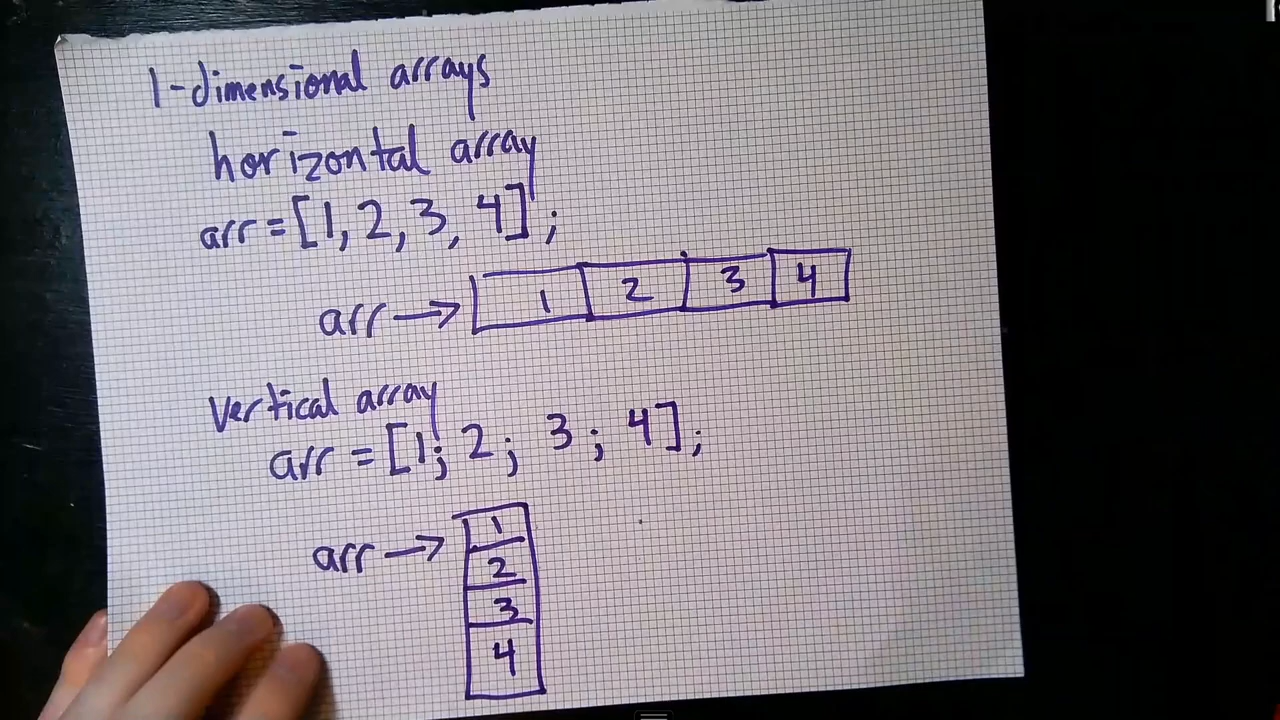 1-dimensional arrays
horizontal array
arr=[1, 2, 3, 4];
arr→ 1 2 3 4
vertical array
arr=[1; 2; 3; 4];
arr→ 1
2
3
4